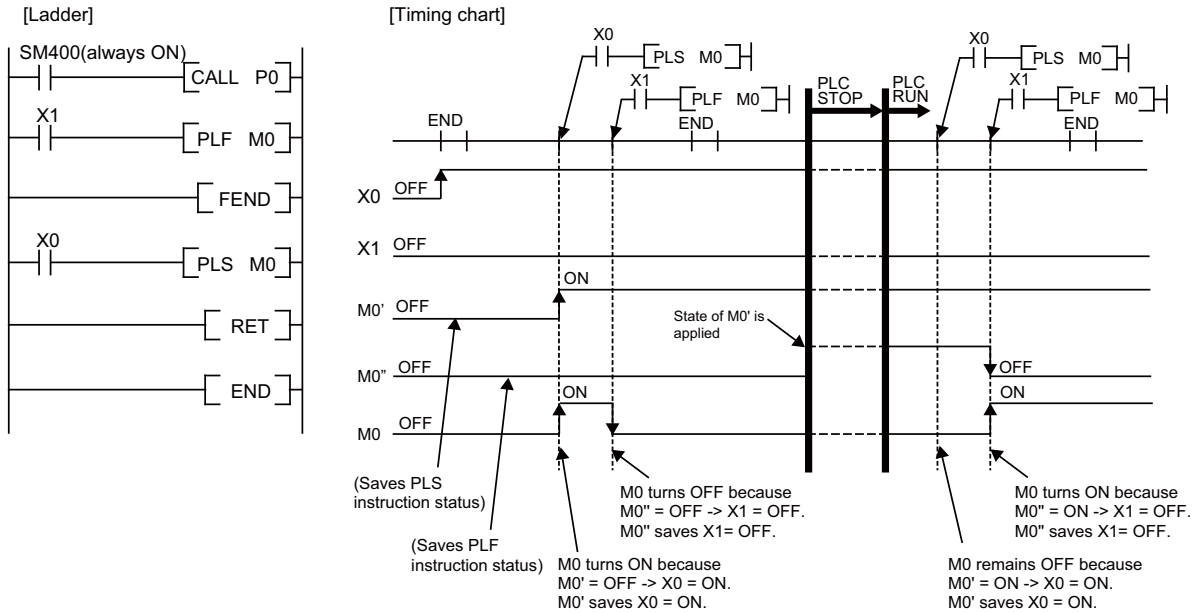 [Ladder]
SM400(always ON)
CALL P0
X1
PLF M0
FEND
X0
PLS M0
RET
END
[Timing chart]
X0
PLS M0
X1
PLF M0
END
END
PLC
STOP
PLC
RUN
X0
PLS M0
X1
PLF M0
END
X0 OFF
X1 OFF
ON
M0' OFF
State of M0' is
applied
M0" OFF
OFF
ON
ON
M0 OFF
(Saves PLS
instruction status)
(Saves PLF
instruction status)
M0 turns OFF because
M0" = OFF -> X1 = OFF.
M0" saves X1= OFF.
M0 turns ON because
M0' = OFF -> X0 = ON.
M0' saves X0 = ON.
M0 turns ON because
M0" = ON -> X1 = OFF.
M0" saves X1= OFF.
M0 remains OFF because
M0' = ON -> X0 = ON.
M0' saves X0 = ON.